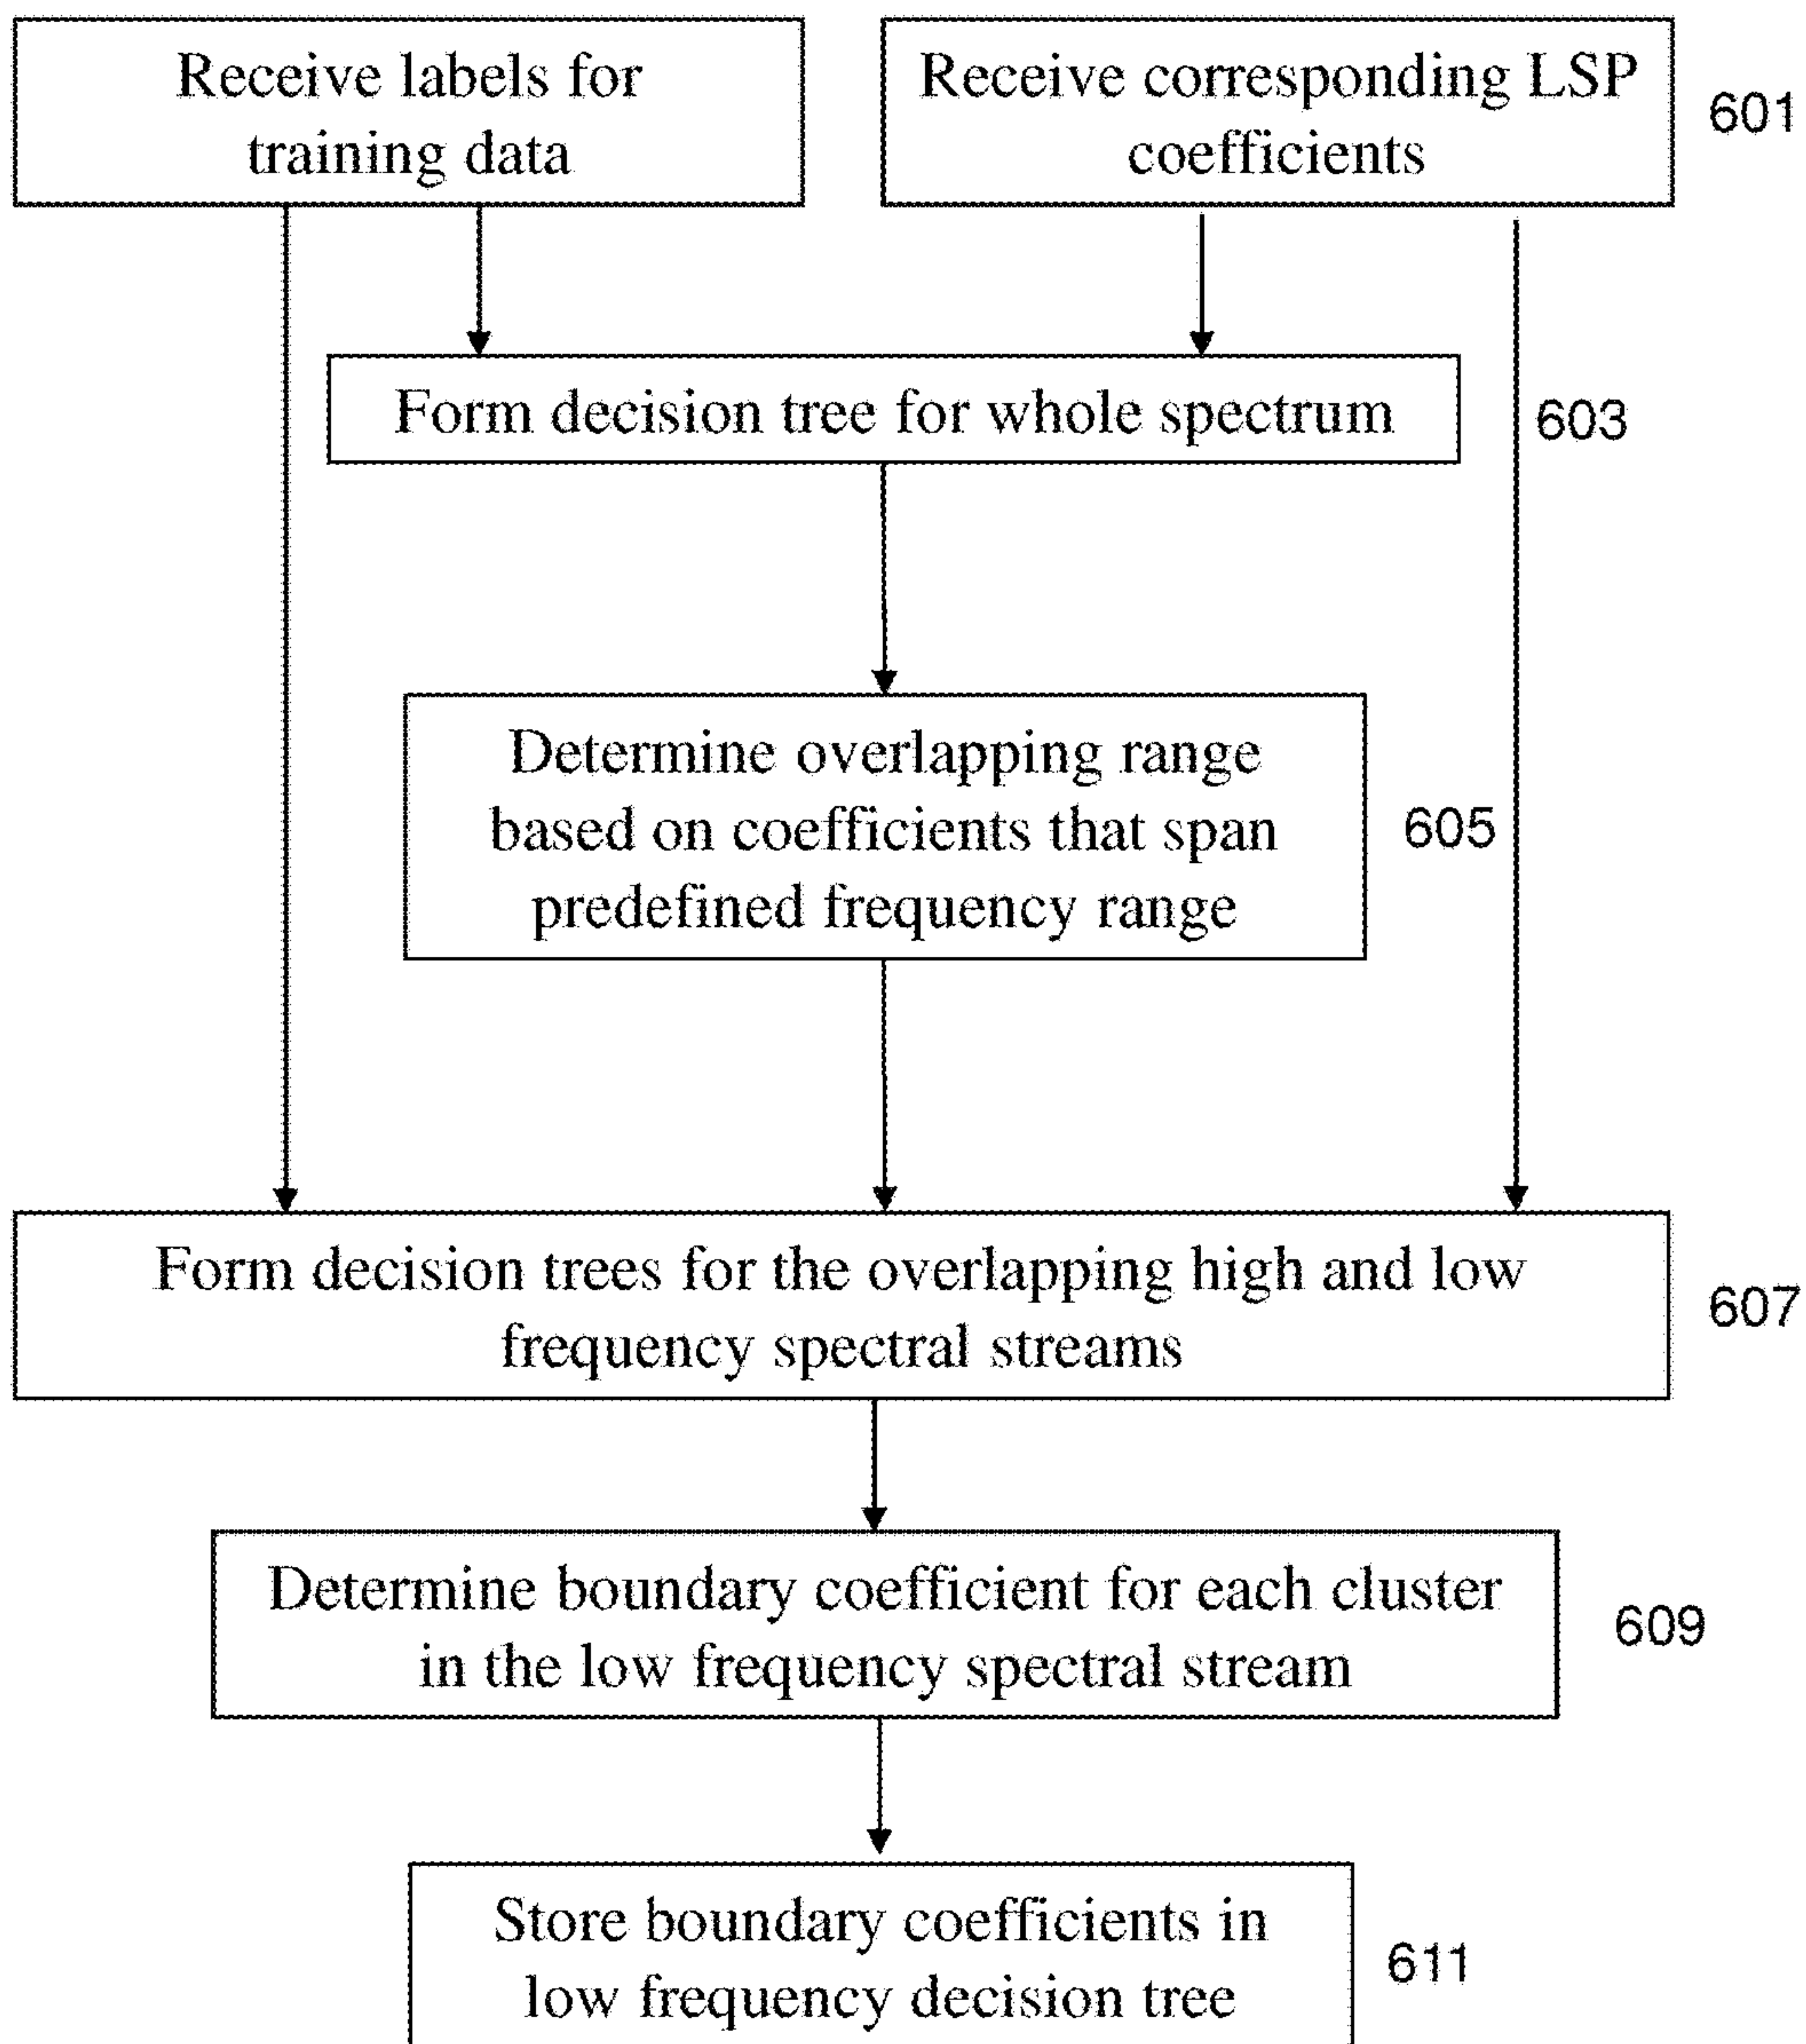 Receive labels for
training data
Receive corresponding LSP
coefficients
601
Form decision tree for whole spectrum
603
Determine overlapping range
based on coefficients that span
predefined frequency range
605
Form decision trees for the overlapping high and low
frequency spectral streams
607
Determine boundary coefficient for each cluster
in the low frequency spectral stream
609
Store boundary coefficients in
low frequency decision tree
611